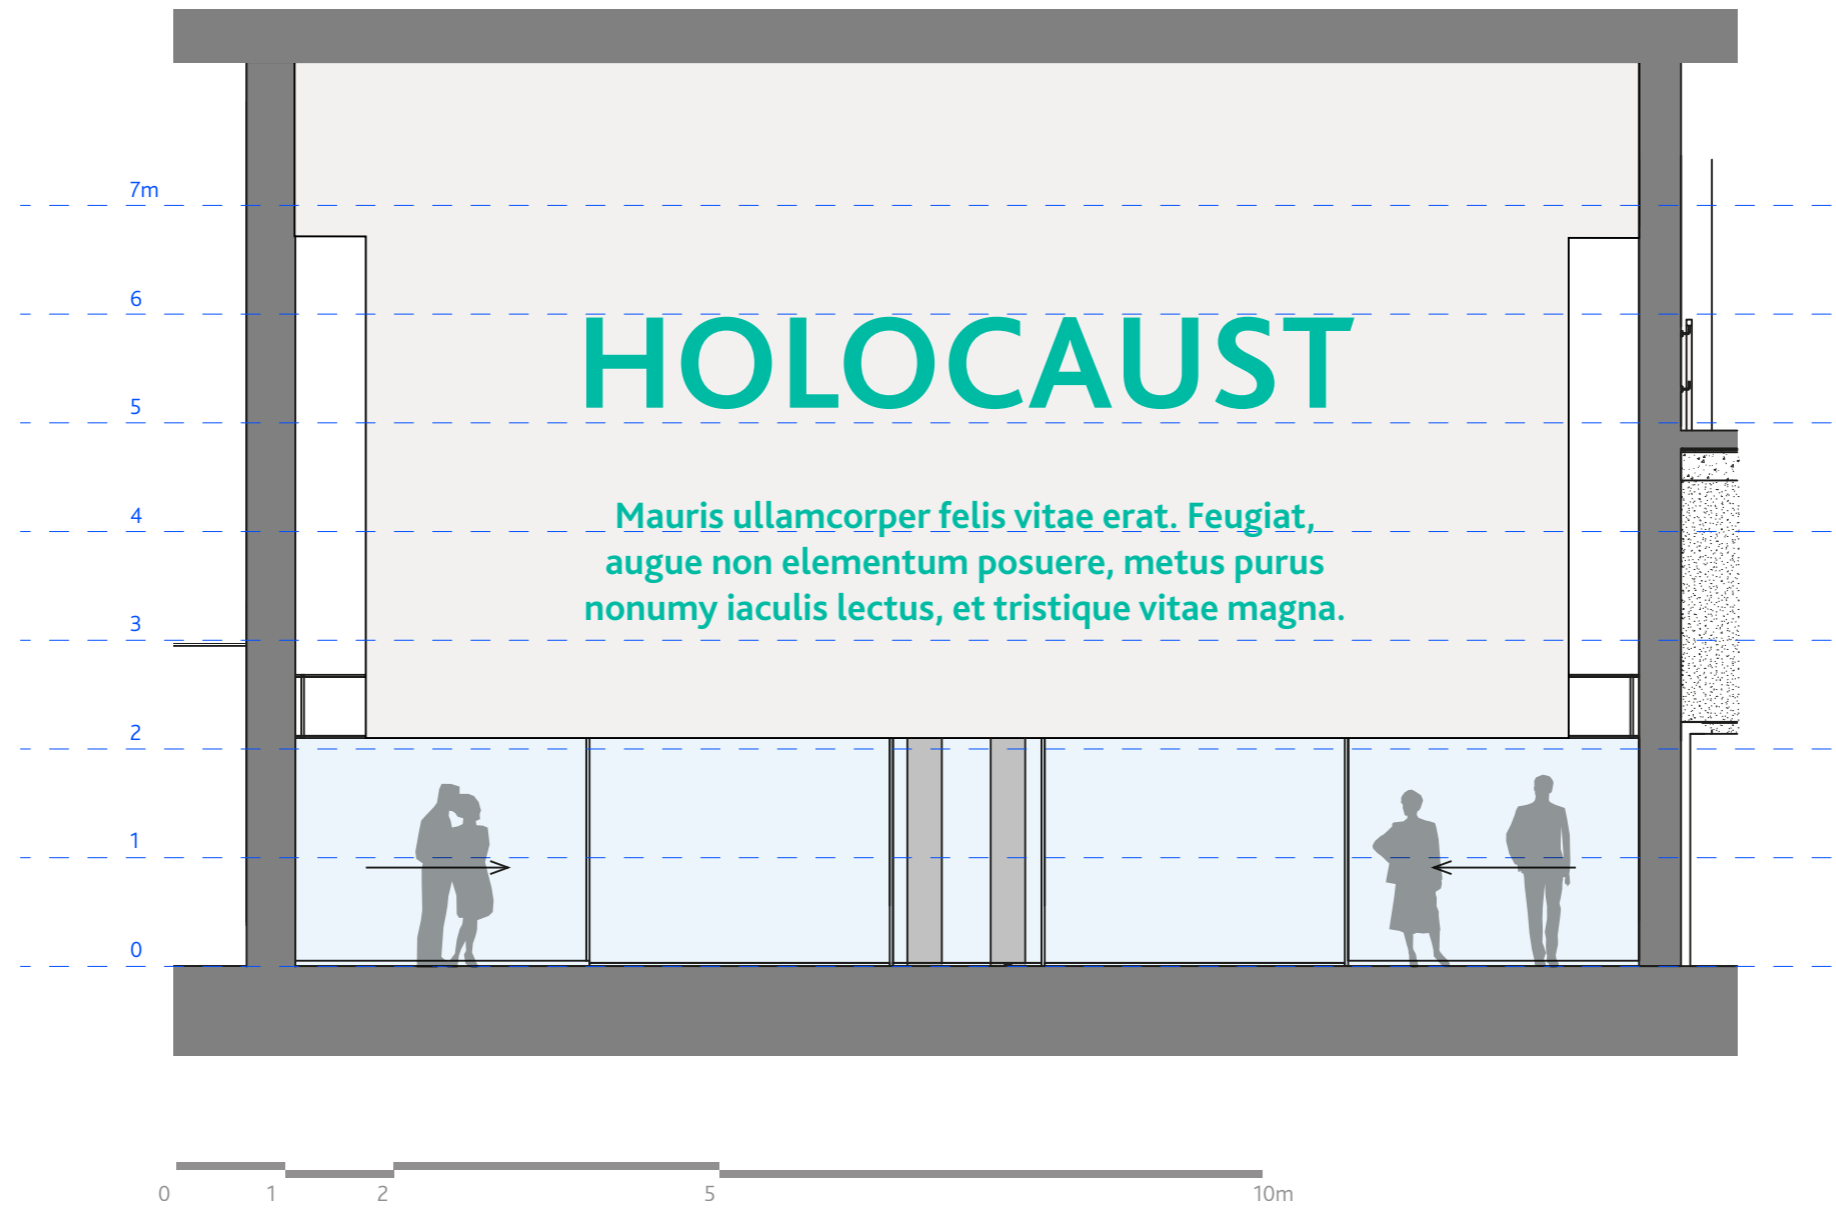 7m
6
HOLOCAUST
5
4
Mauris ullamcorper felis vitae erat. Feugiat,
augue non elementum posuere, metus purus
nonumy iaculis lectus, et tristique vitae magna.
3
2
1
0
0 1 2 5 10m